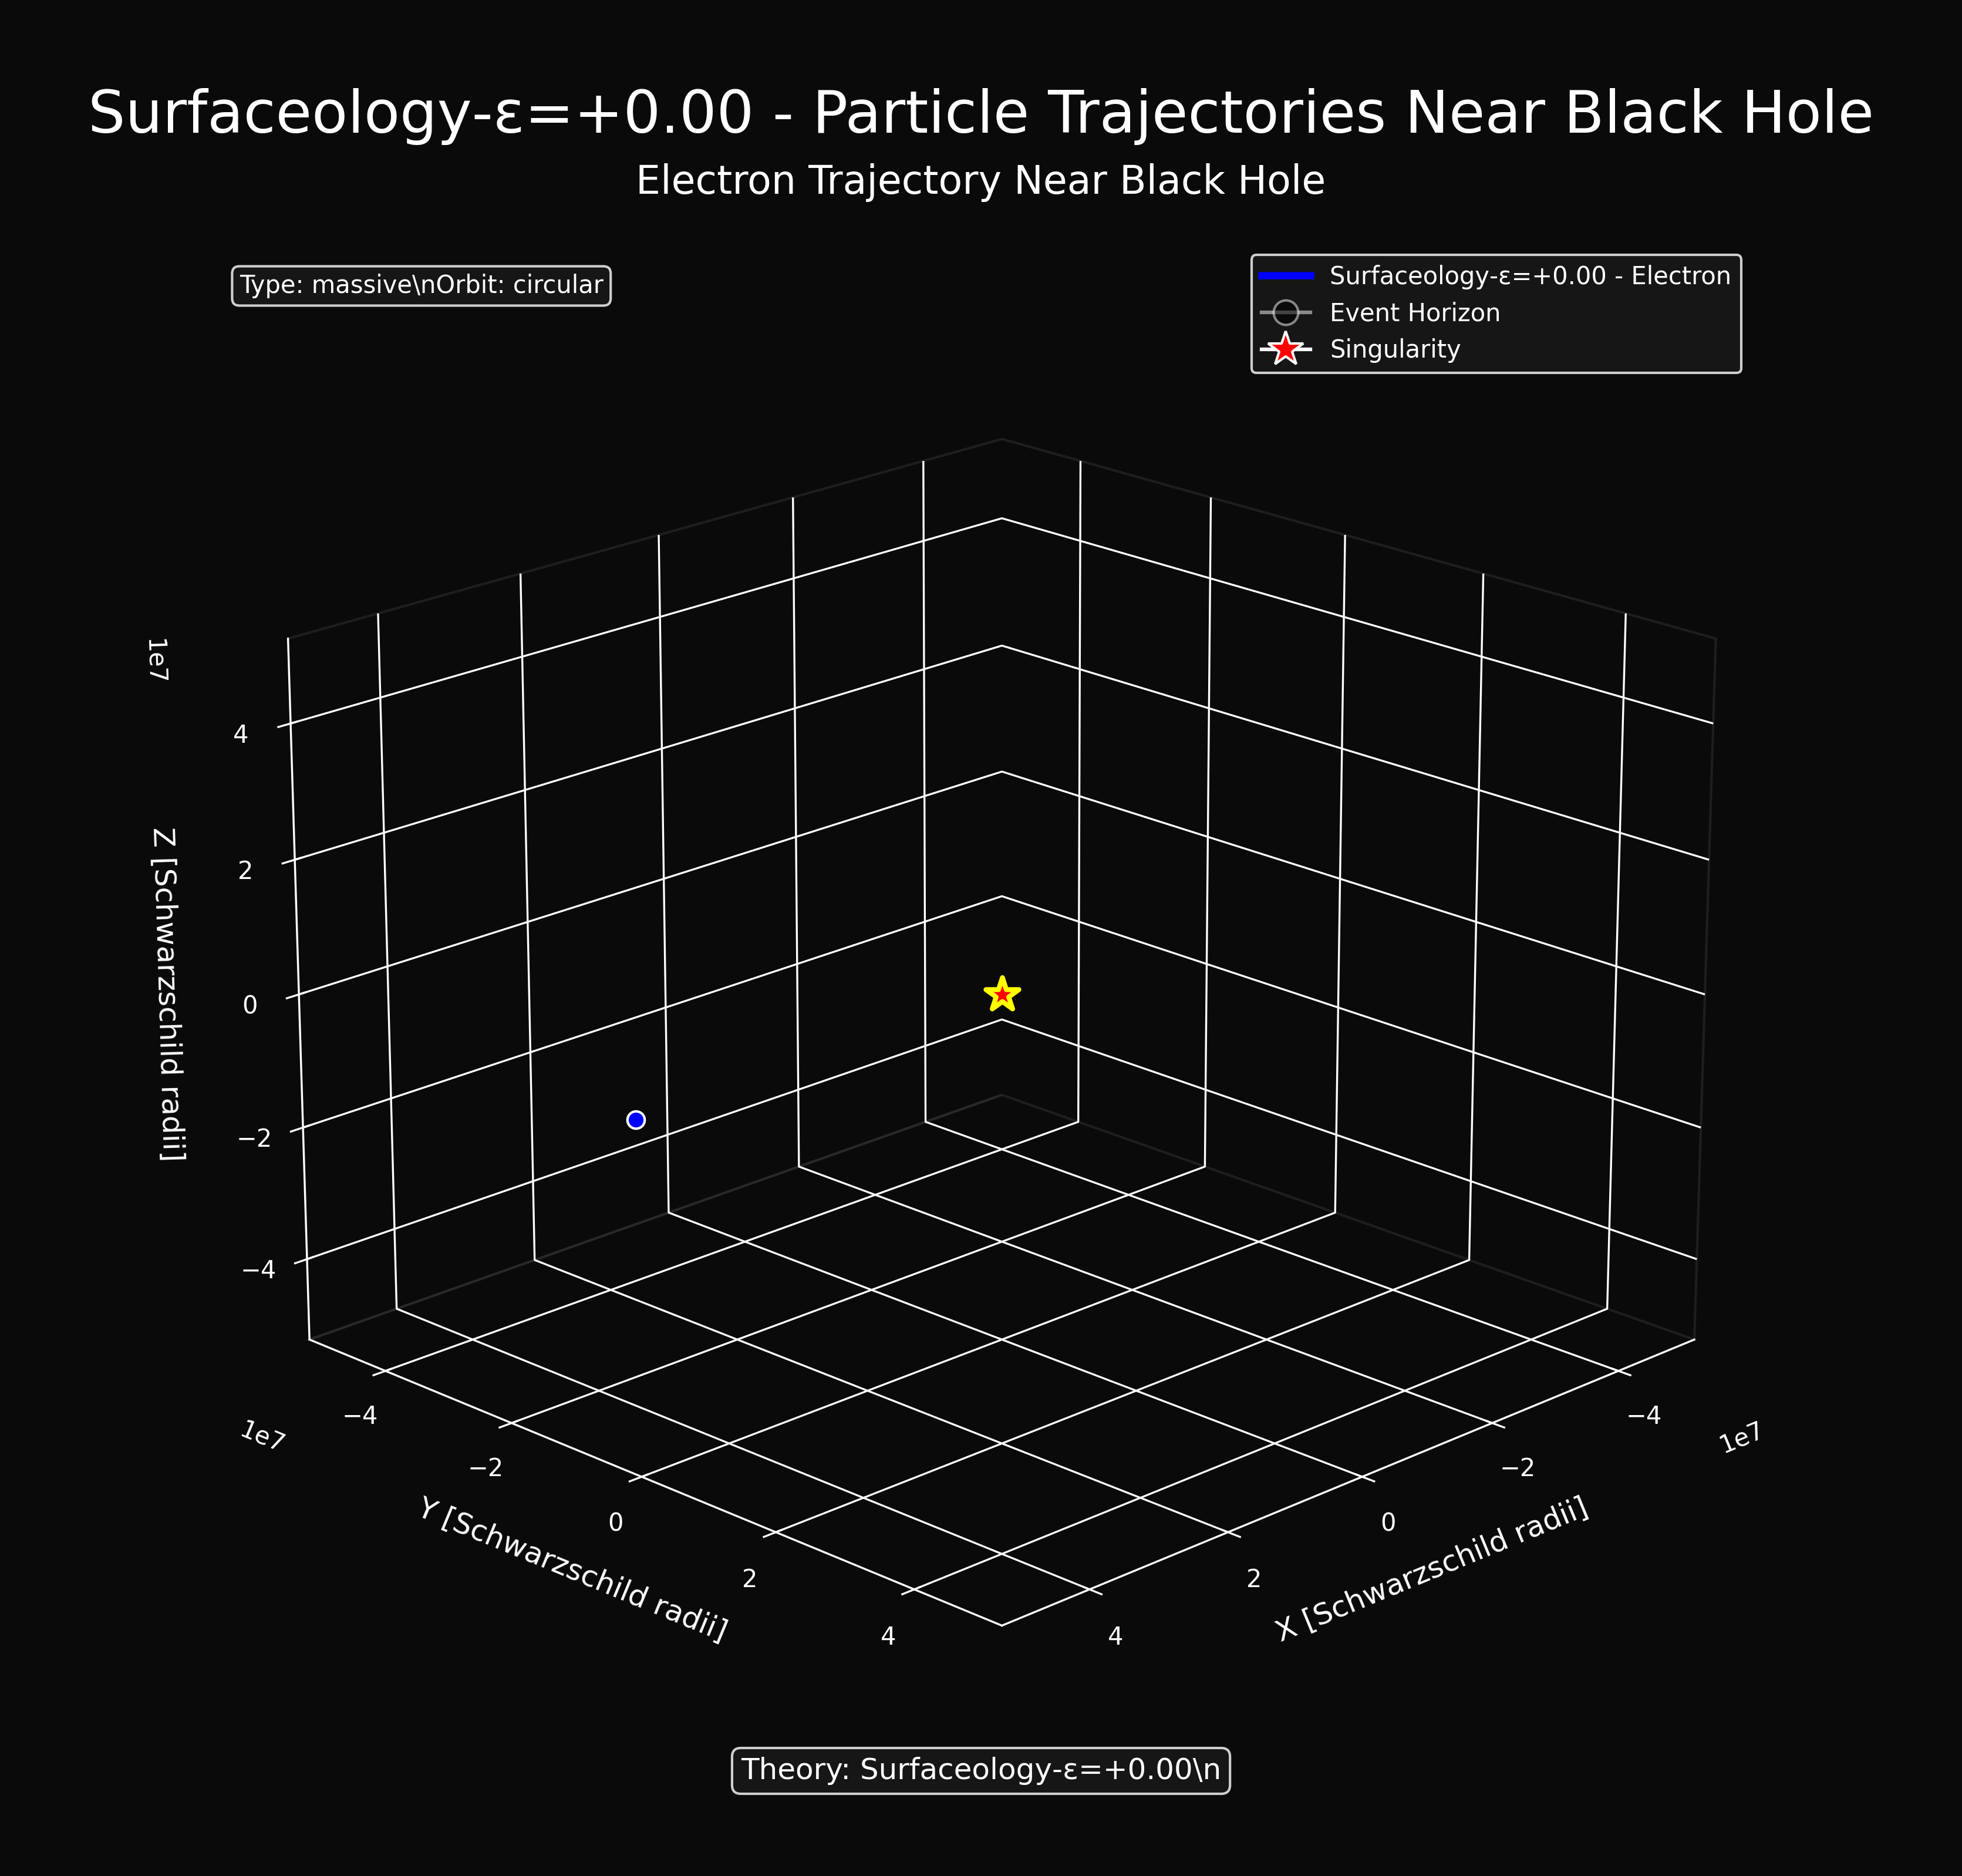 Surfaceology-ε=+0.00 - Particle Trajectories Near Black Hole
Electron Trajectory Near Black Hole
Type: massive\nOrbit: circular
Surfaceology-ε=+0.00 - Electron
Event Horizon
Singularity
1e7
4
2
0
−2
−4
Z [Schwarzschild radii]
1e7
−4
−2
0
2
4
Y [Schwarzschild radii]
4
2
0
−2
−4
1e7
X [Schwarzschild radii]
Theory: Surfaceology-ε=+0.00\n